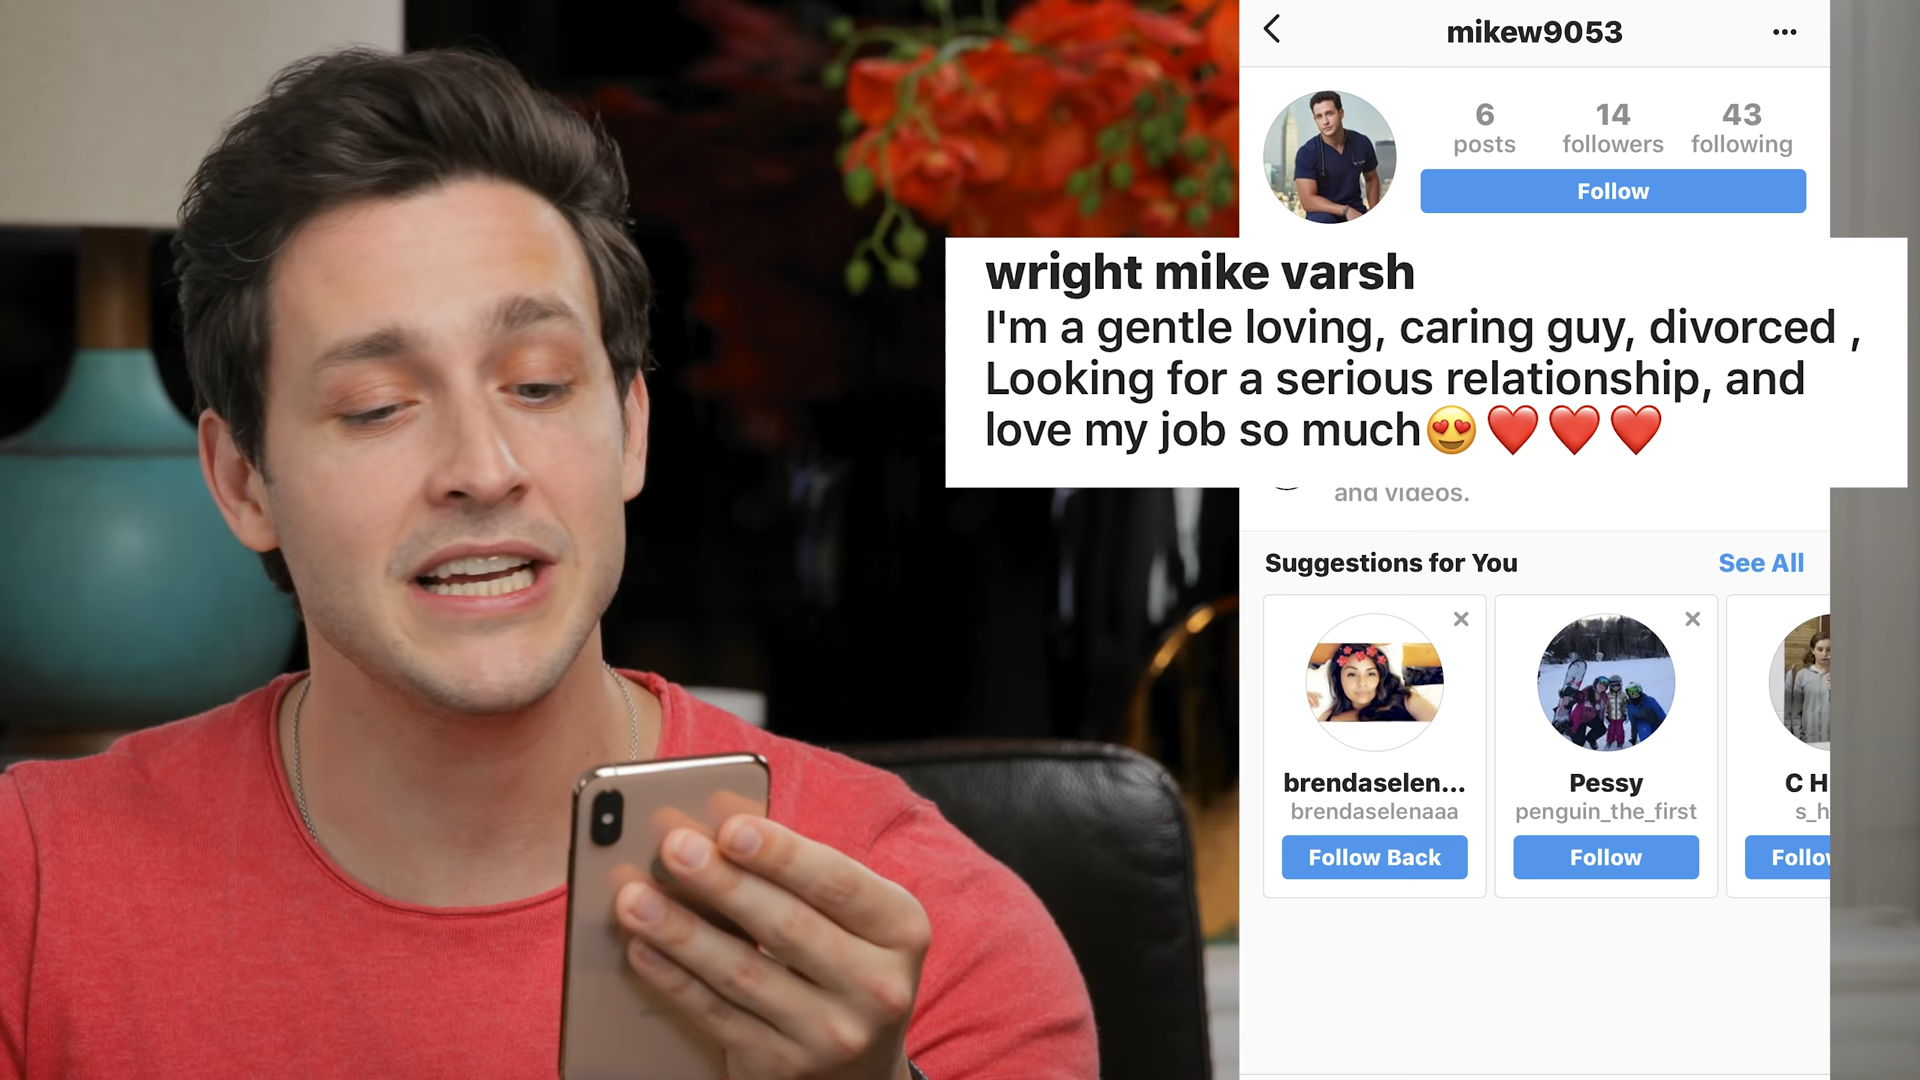 mikew9053
6
14
43
posts
followers
following
Follow
wright mike varsh
I'm a gentle loving, caring guy, divorced ,
Looking for a serious relationship, and
love my job so much😍❤️❤️❤️
and videos.
Suggestions for You
See All
brendaselen...
Pessy
C H
brendaselenaaa
penguin_the_first
s_h
Follow Back
Follow
Follow